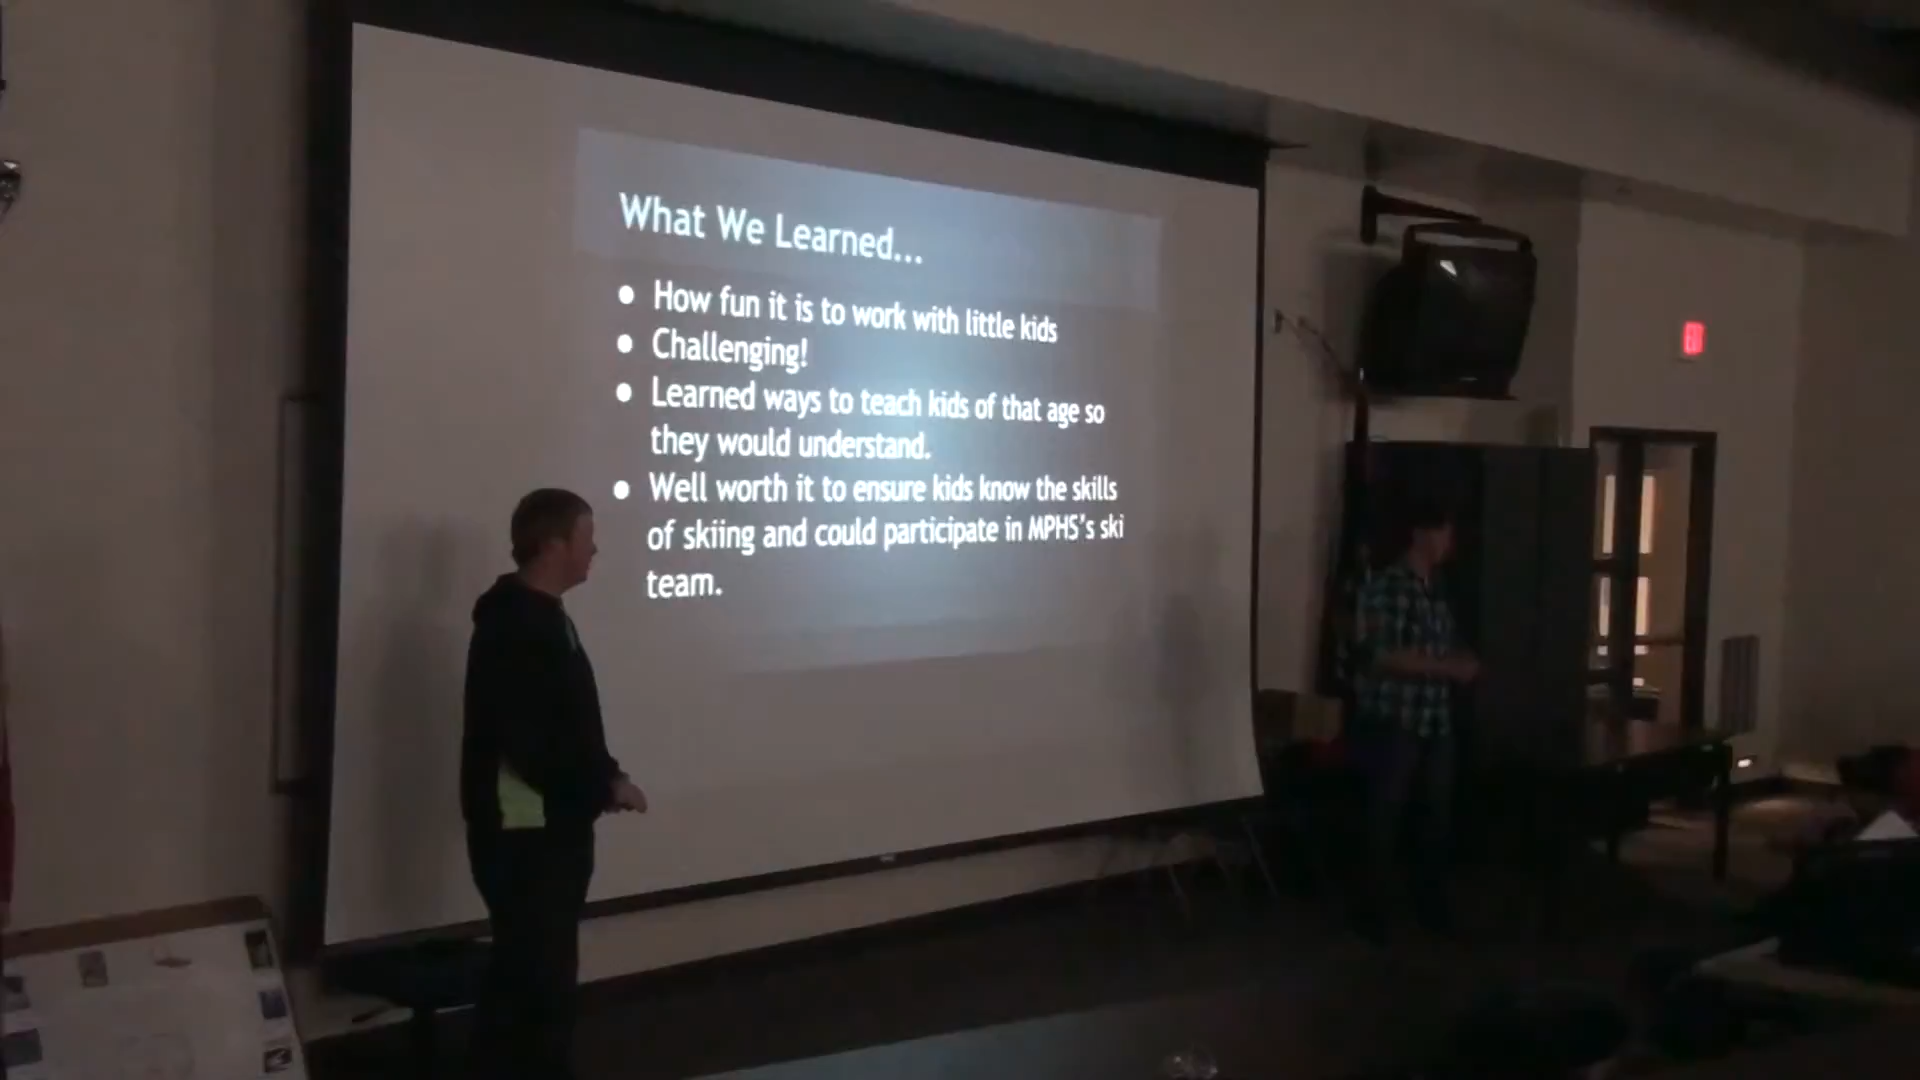 What We Learned...
● How fun it is to work with little kids
● Challenging!
● Learned ways to teach kids of that age so
they would understand.
● Well worth it to ensure kids know the skills
of skiing and could participate in MPHS's ski
team.